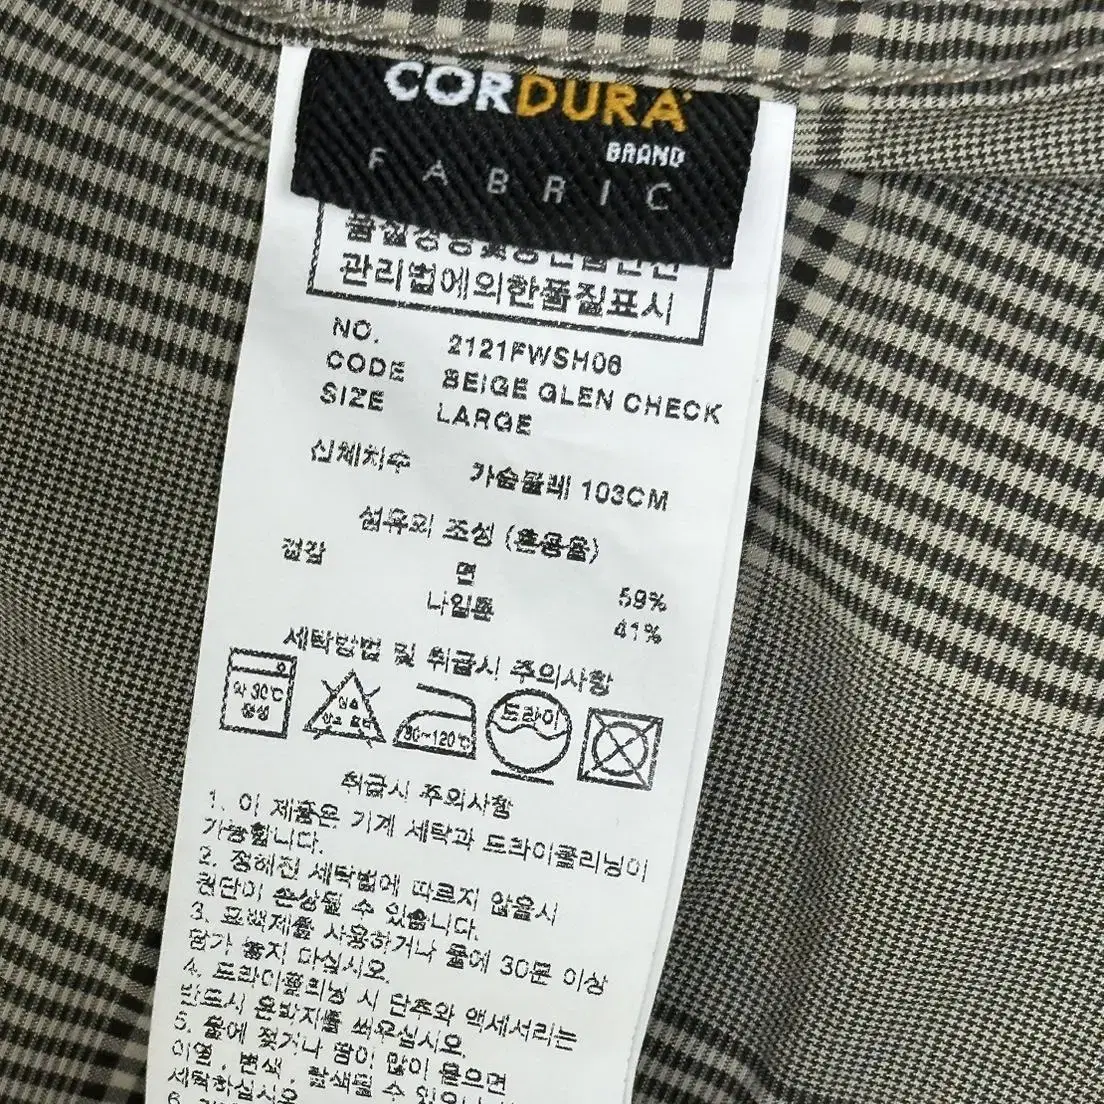 CORDURA
BRAND
FABRIC
관리법에의한품질표시
NO. 2121FWSH06
CODE BEIGE GLEN CHECK
SIZE LARGE
신체치수 가슴둘레 103CM
섬유의 조성 (혼용율)
겉감
면 59%
나일론 41%
세탁방법 및 취급시 주의사항
약 30℃
중성
드라이
80~120℃
취급시 주의사항
1. 이 제품은 기계 세탁과 드라이클리닝이
가능합니다.
2. 정해진 세탁법에 따르지 않을시
원단이 손상될 수 있습니다.
3. 표백제를 사용하거나 물에 30분 이상
담가 놓지 마십시오.
4. 드라이클리닝 시 단추와 액세서리는
반드시 은박지를 씌우십시오.
5. 물에 젖거나 땀이 많이 묻으면
이염, 변색, 탈색될 수 있으니
세탁하십시오
6.